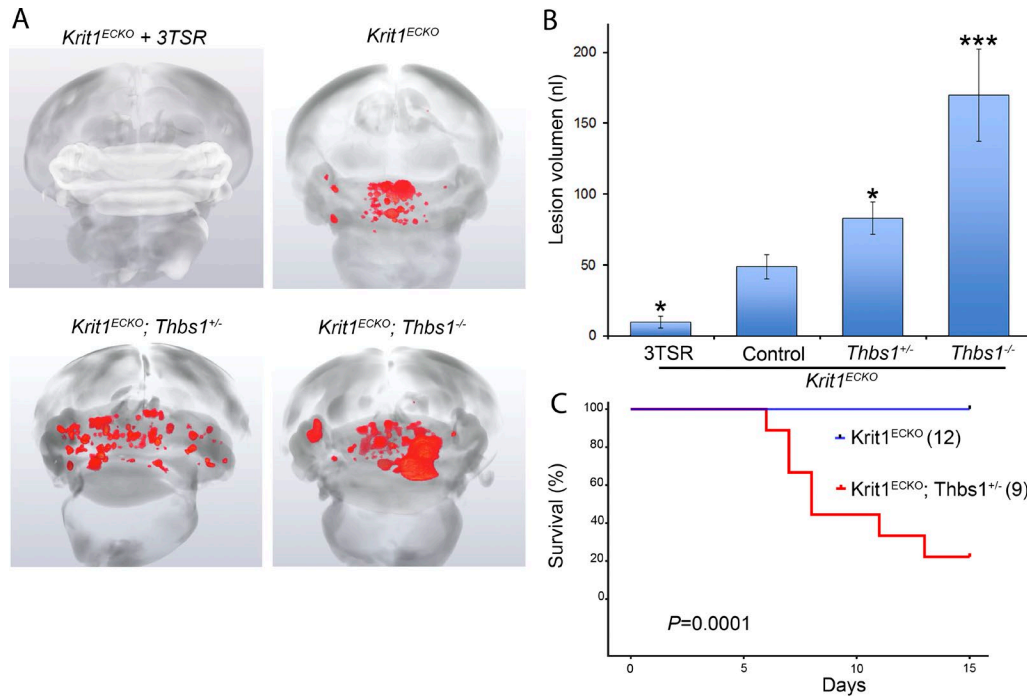 A
Krit1ECKO + 3TSR
Krit1ECKO
Krit1ECKO; Thbs1+/-
Krit1ECKO; Thbs1-/-
B
Lesion volumen (nl)
200
150
100
50
0
*
*
***
3TSR
Control
Thbs1+/-
Thbs1-/-
Krit1ECKO
C
Survival (%)
100
80
60
40
20
0
Krit1ECKO (12)
Krit1ECKO; Thbs1+/- (9)
P=0.0001
0
5
10
15
Days